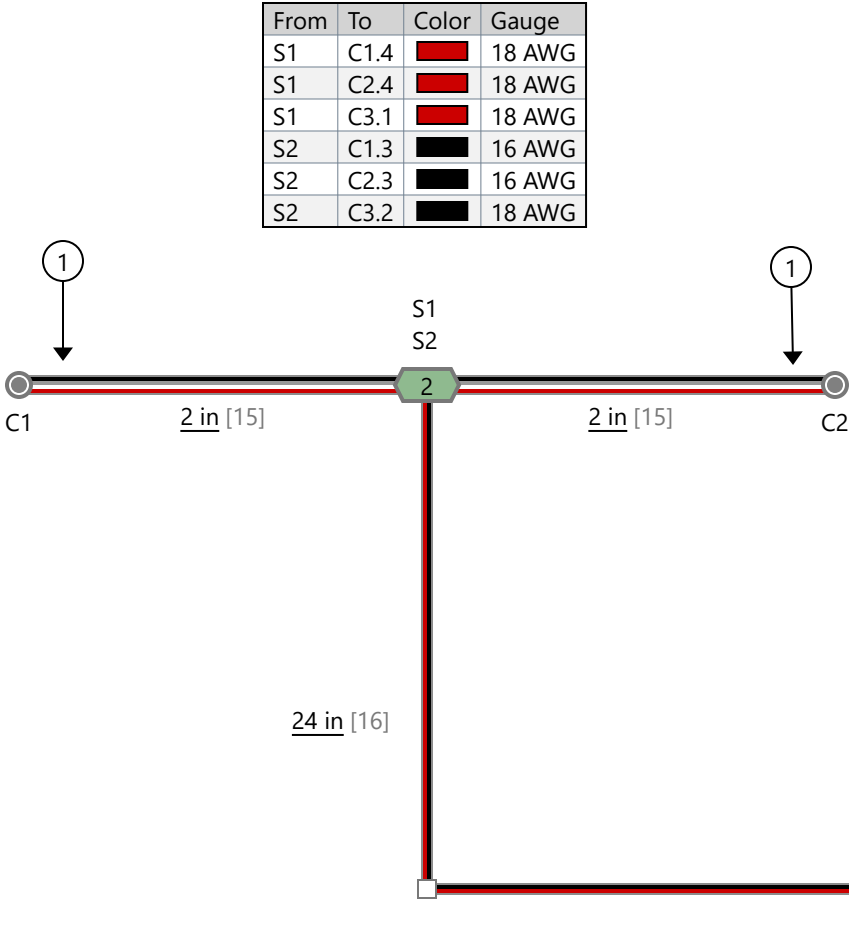 From To Color Gauge
S1 C1.4 18 AWG
S1 C2.4 18 AWG
S1 C3.1 18 AWG
S2 C1.3 16 AWG
S2 C2.3 16 AWG
S2 C3.2 18 AWG
1
1
S1
S2
2
C1
2 in [15]
2 in [15]
C2
24 in [16]